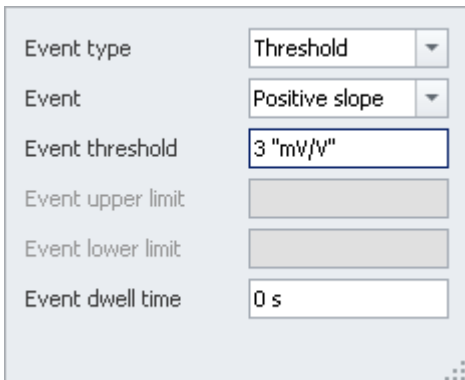 Event type Threshold
Event Positive slope
Event threshold 3 "mV/V"
Event upper limit
Event lower limit
Event dwell time 0 s